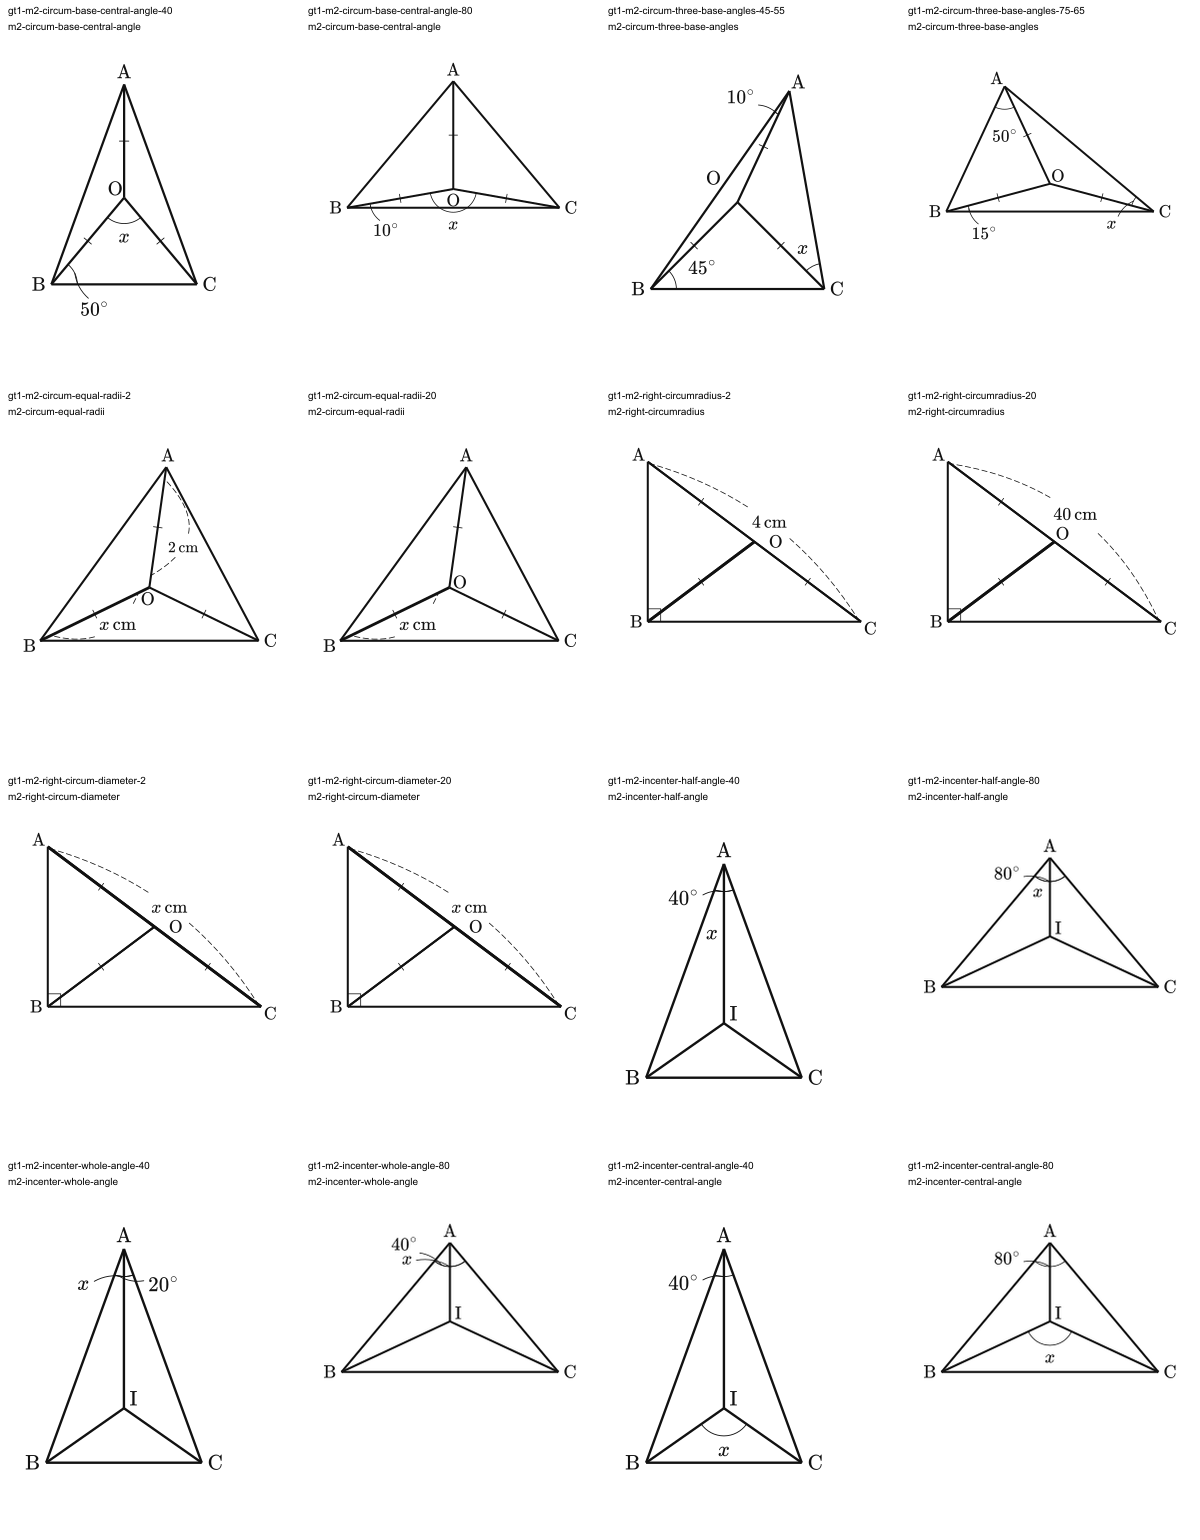 gt1-m2-circum-base-central-angle-40
m2-circum-base-central-angle
A
O
x
B
C
50°
gt1-m2-circum-base-central-angle-80
m2-circum-base-central-angle
A
O
B
C
10°
x
gt1-m2-circum-three-base-angles-45-55
m2-circum-three-base-angles
A
10°
O
x
45°
B
C
gt1-m2-circum-three-base-angles-75-65
m2-circum-three-base-angles
A
50°
O
B
C
15°
x
gt1-m2-circum-equal-radii-2
m2-circum-equal-radii
A
2 cm
O
x cm
B
C
gt1-m2-circum-equal-radii-20
m2-circum-equal-radii
A
O
x cm
B
C
gt1-m2-right-circumradius-2
m2-right-circumradius
A
4 cm
O
B
C
gt1-m2-right-circumradius-20
m2-right-circumradius
A
40 cm
O
B
C
gt1-m2-right-circum-diameter-2
m2-right-circum-diameter
A
x cm
O
B
C
gt1-m2-right-circum-diameter-20
m2-right-circum-diameter
A
x cm
O
B
C
gt1-m2-incenter-half-angle-40
m2-incenter-half-angle
A
40°
x
I
B
C
gt1-m2-incenter-half-angle-80
m2-incenter-half-angle
A
80°
x
I
B
C
gt1-m2-incenter-whole-angle-40
m2-incenter-whole-angle
A
x
20°
I
B
C
gt1-m2-incenter-whole-angle-80
m2-incenter-whole-angle
A
40°
x
I
B
C
gt1-m2-incenter-central-angle-40
m2-incenter-central-angle
A
40°
I
x
B
C
gt1-m2-incenter-central-angle-80
m2-incenter-central-angle
A
80°
I
x
B
C